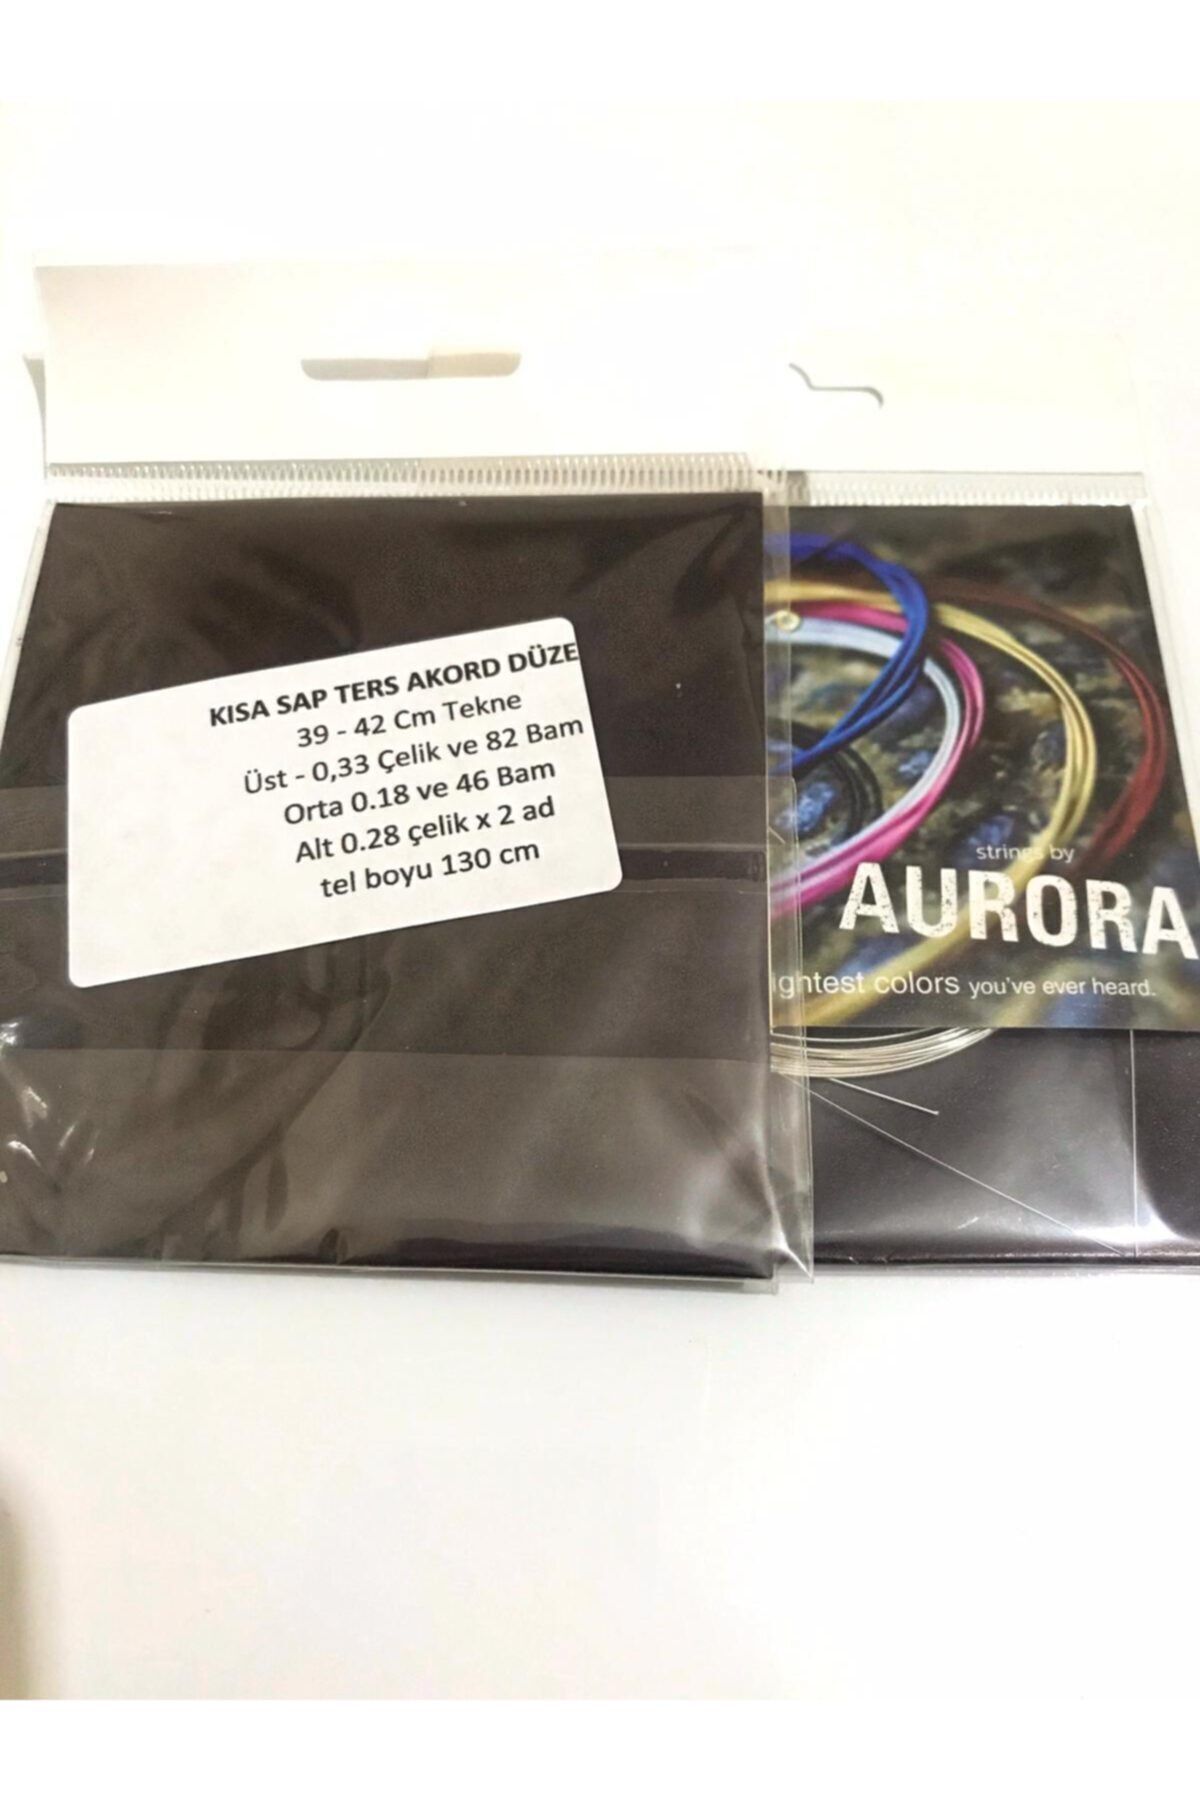 KISA SAP TERS AKORD DÜZE
39 - 42 Cm Tekne
Üst - 0,33 Çelik ve 82 Bam
Orta 0.18 ve 46 Bam
Alt 0.28 çelik x 2 ad
tel boyu 130 cm
strings by
AURORA
ightest colors you've ever heard.